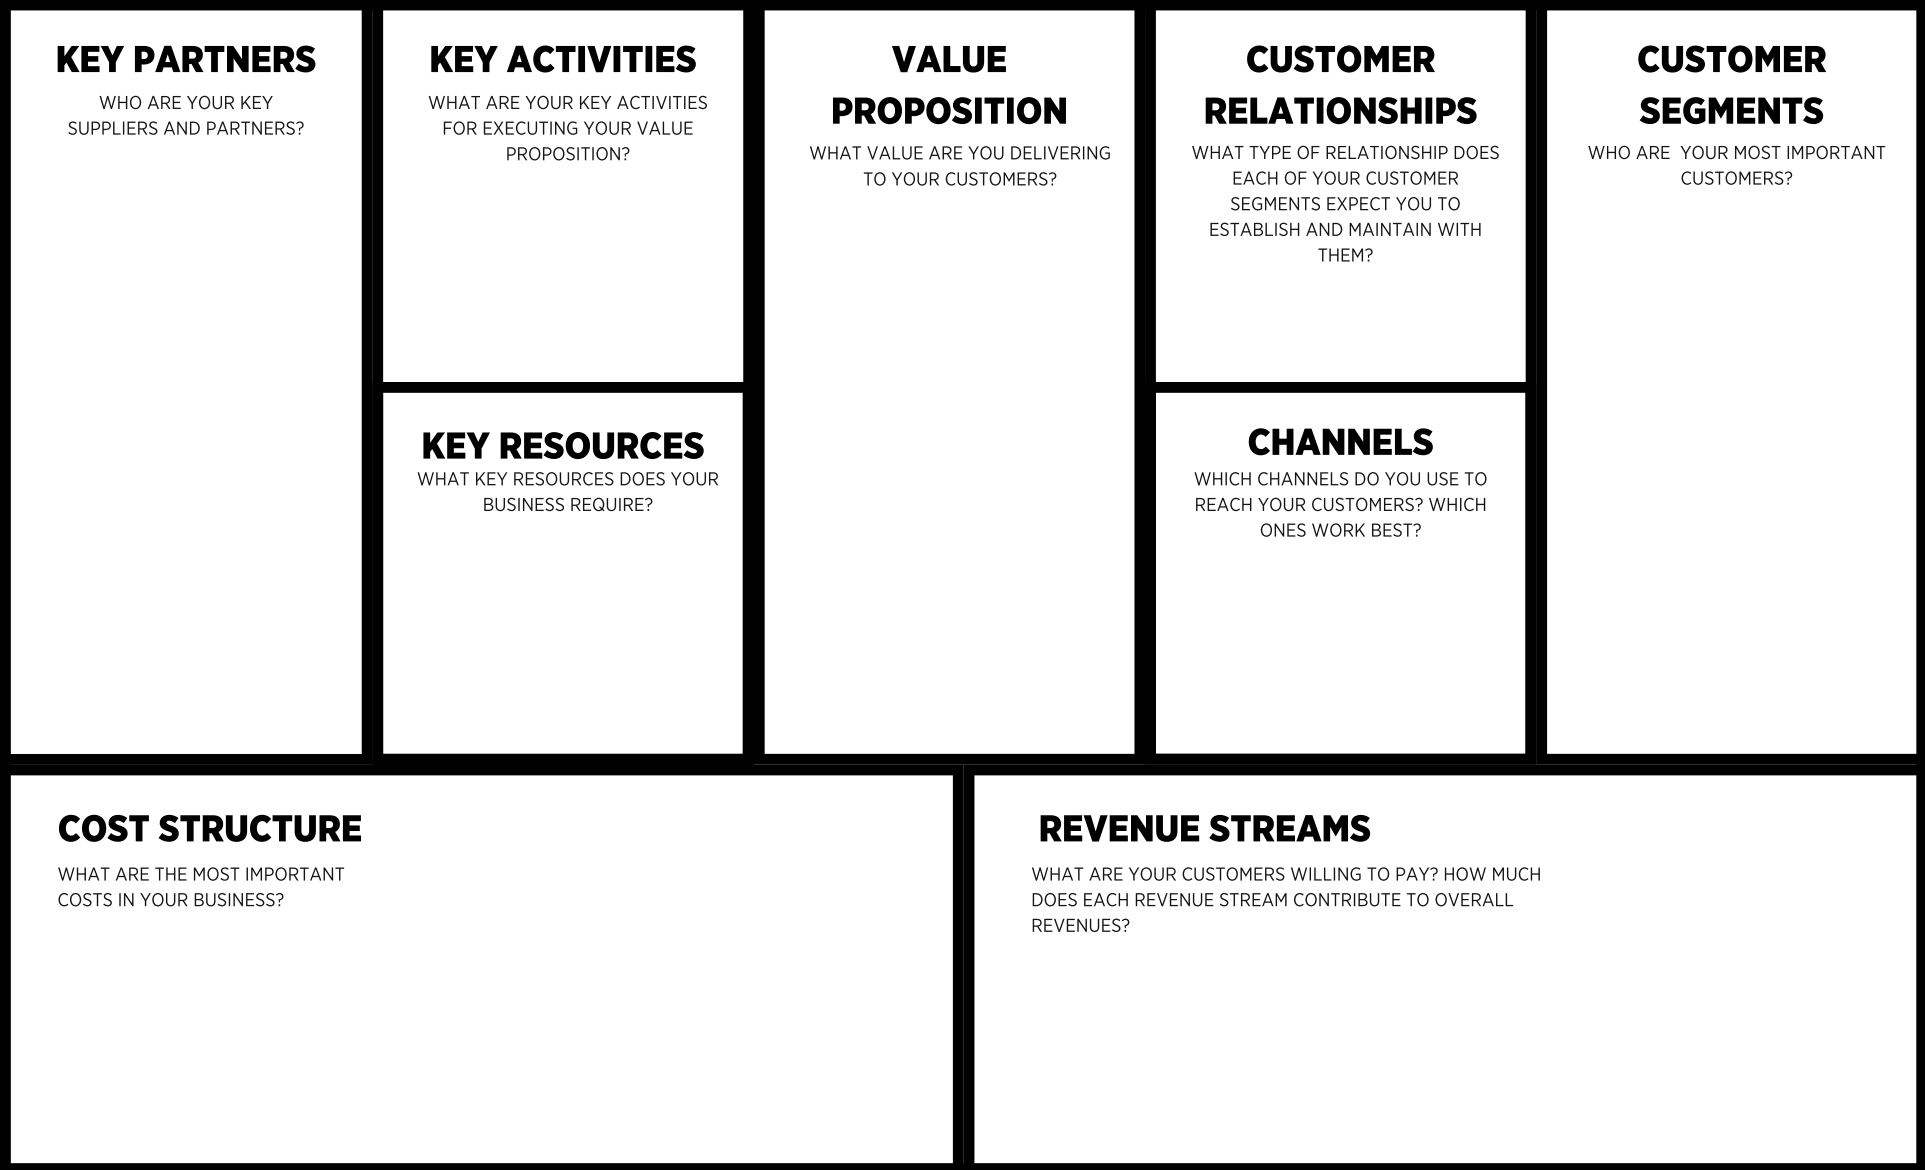 KEY PARTNERS
WHO ARE YOUR KEY
SUPPLIERS AND PARTNERS?
KEY ACTIVITIES
WHAT ARE YOUR KEY ACTIVITIES
FOR EXECUTING YOUR VALUE
PROPOSITION?
KEY RESOURCES
WHAT KEY RESOURCES DOES YOUR
BUSINESS REQUIRE?
VALUE
PROPOSITION
WHAT VALUE ARE YOU DELIVERING
TO YOUR CUSTOMERS?
CUSTOMER
RELATIONSHIPS
WHAT TYPE OF RELATIONSHIP DOES
EACH OF YOUR CUSTOMER
SEGMENTS EXPECT YOU TO
ESTABLISH AND MAINTAIN WITH
THEM?
CHANNELS
WHICH CHANNELS DO YOU USE TO
REACH YOUR CUSTOMERS? WHICH
ONES WORK BEST?
CUSTOMER
SEGMENTS
WHO ARE  YOUR MOST IMPORTANT
CUSTOMERS?
COST STRUCTURE
WHAT ARE THE MOST IMPORTANT
COSTS IN YOUR BUSINESS?
REVENUE STREAMS
WHAT ARE YOUR CUSTOMERS WILLING TO PAY? HOW MUCH
DOES EACH REVENUE STREAM CONTRIBUTE TO OVERALL
REVENUES?